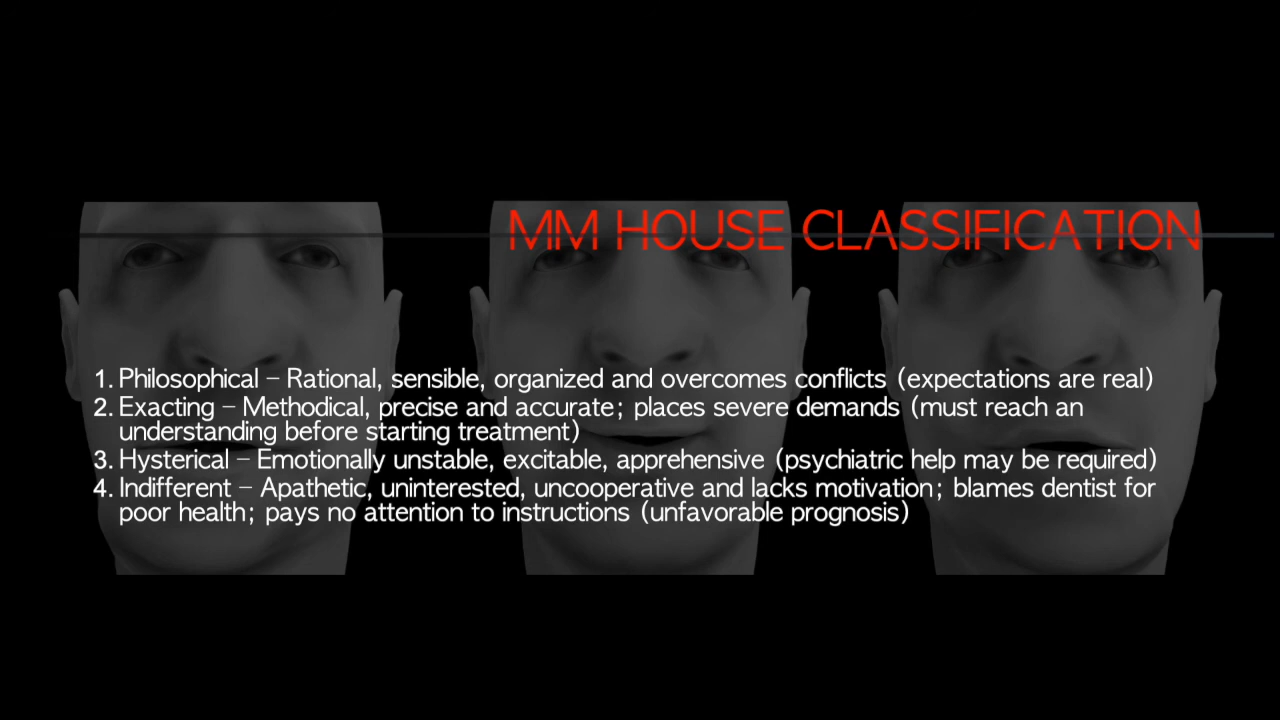 MM HOUSE CLASSIFICATION
1. Philosophical – Rational, sensible, organized and overcomes conflicts (expectations are real)
2. Exacting – Methodical, precise and accurate; places severe demands (must reach an
understanding before starting treatment)
3. Hysterical – Emotionally unstable, excitable, apprehensive (psychiatric help may be required)
4. Indifferent – Apathetic, uninterested, uncooperative and lacks motivation; blames dentist for
poor health; pays no attention to instructions (unfavorable prognosis)